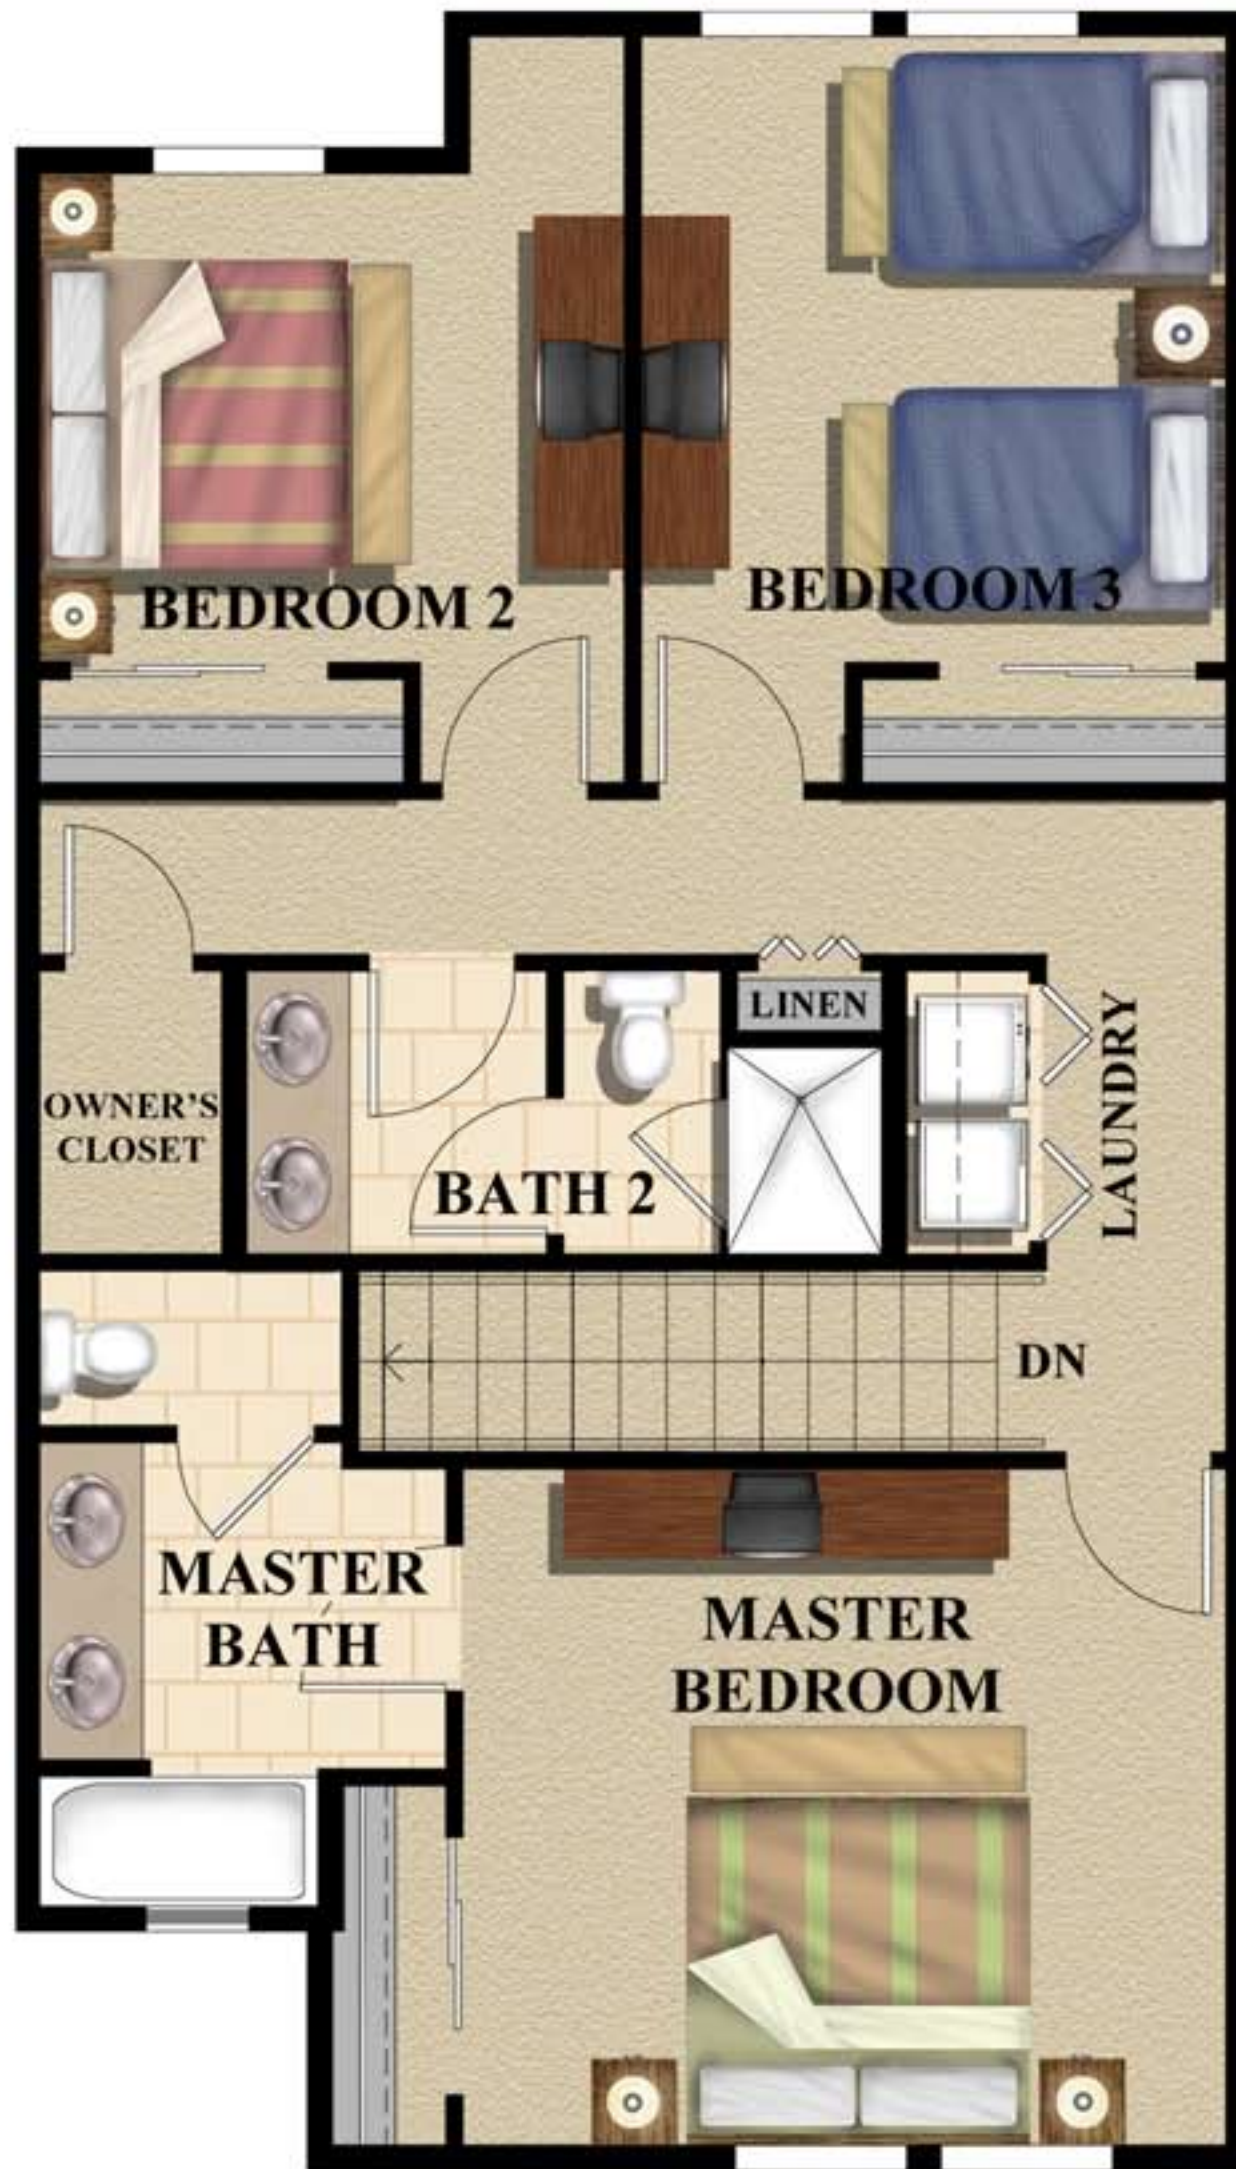 BEDROOM 2
BEDROOM 3
LINEN
OWNER'S
CLOSET
BATH 2
LAUNDRY
DN
MASTER
BATH
MASTER
BEDROOM